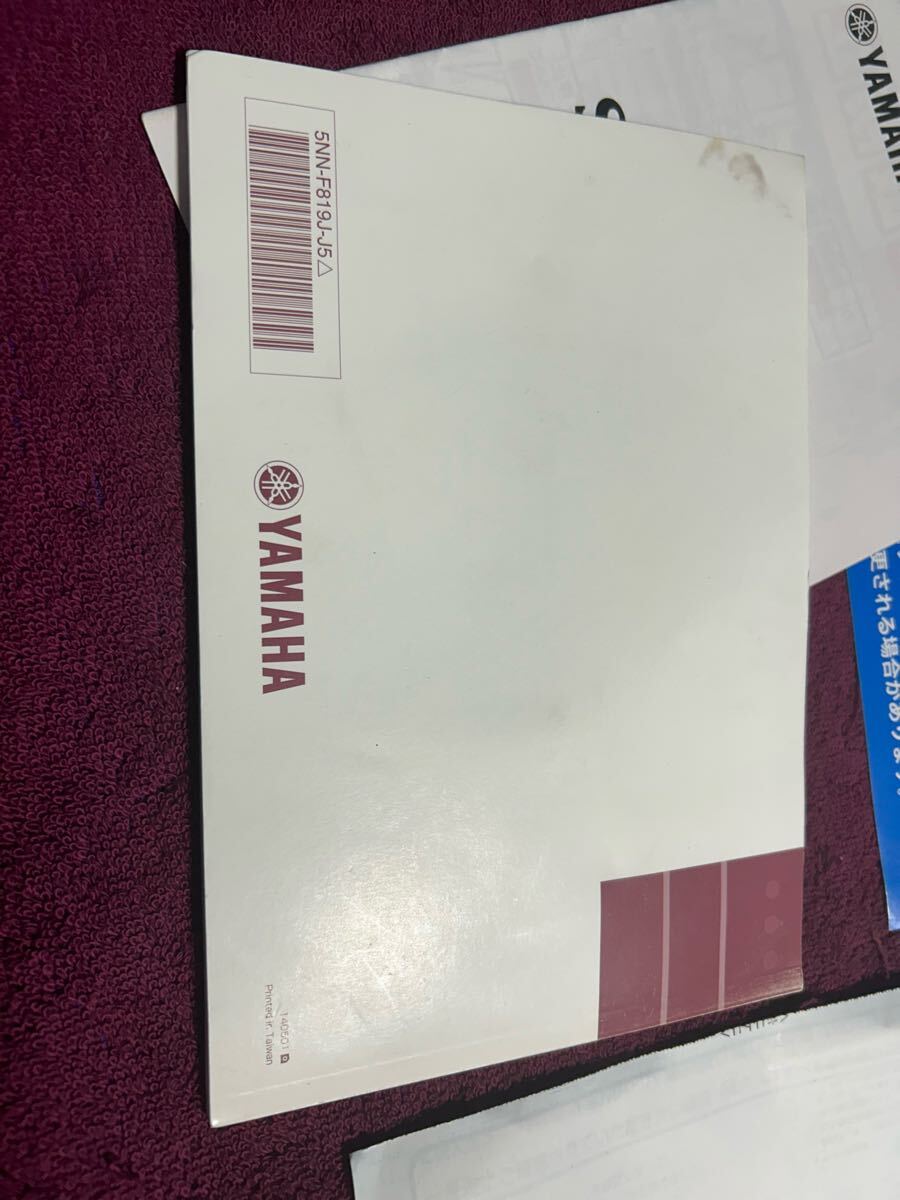 5NN-F819J-J5△
YAMAHA
140501
Printed in Taiwan
YAMAHA
更される場合があります。